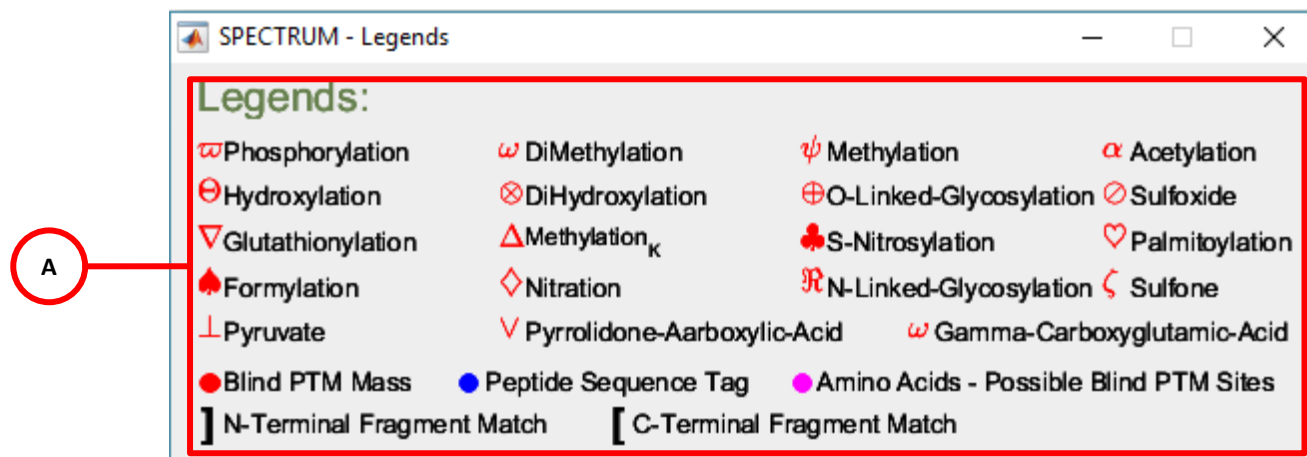 SPECTRUM - Legends
Legends:
ϖPhosphorylation ω DiMethylation ψ Methylation α Acetylation
ΘHydroxylation ⊗DiHydroxylation ⊕O-Linked-Glycosylation ⊘Sulfoxide
∇Glutathionylation ΔMethylationK ♣S-Nitrosylation ♡Palmitoylation
A
♠Formylation ◇Nitration ℜN-Linked-Glycosylation ζ Sulfone
⊥Pyruvate ∨ Pyrrolidone-Aarboxylic-Acid ω Gamma-Carboxyglutamic-Acid
●Blind PTM Mass ● Peptide Sequence Tag ●Amino Acids - Possible Blind PTM Sites
] N-Terminal Fragment Match [ C-Terminal Fragment Match